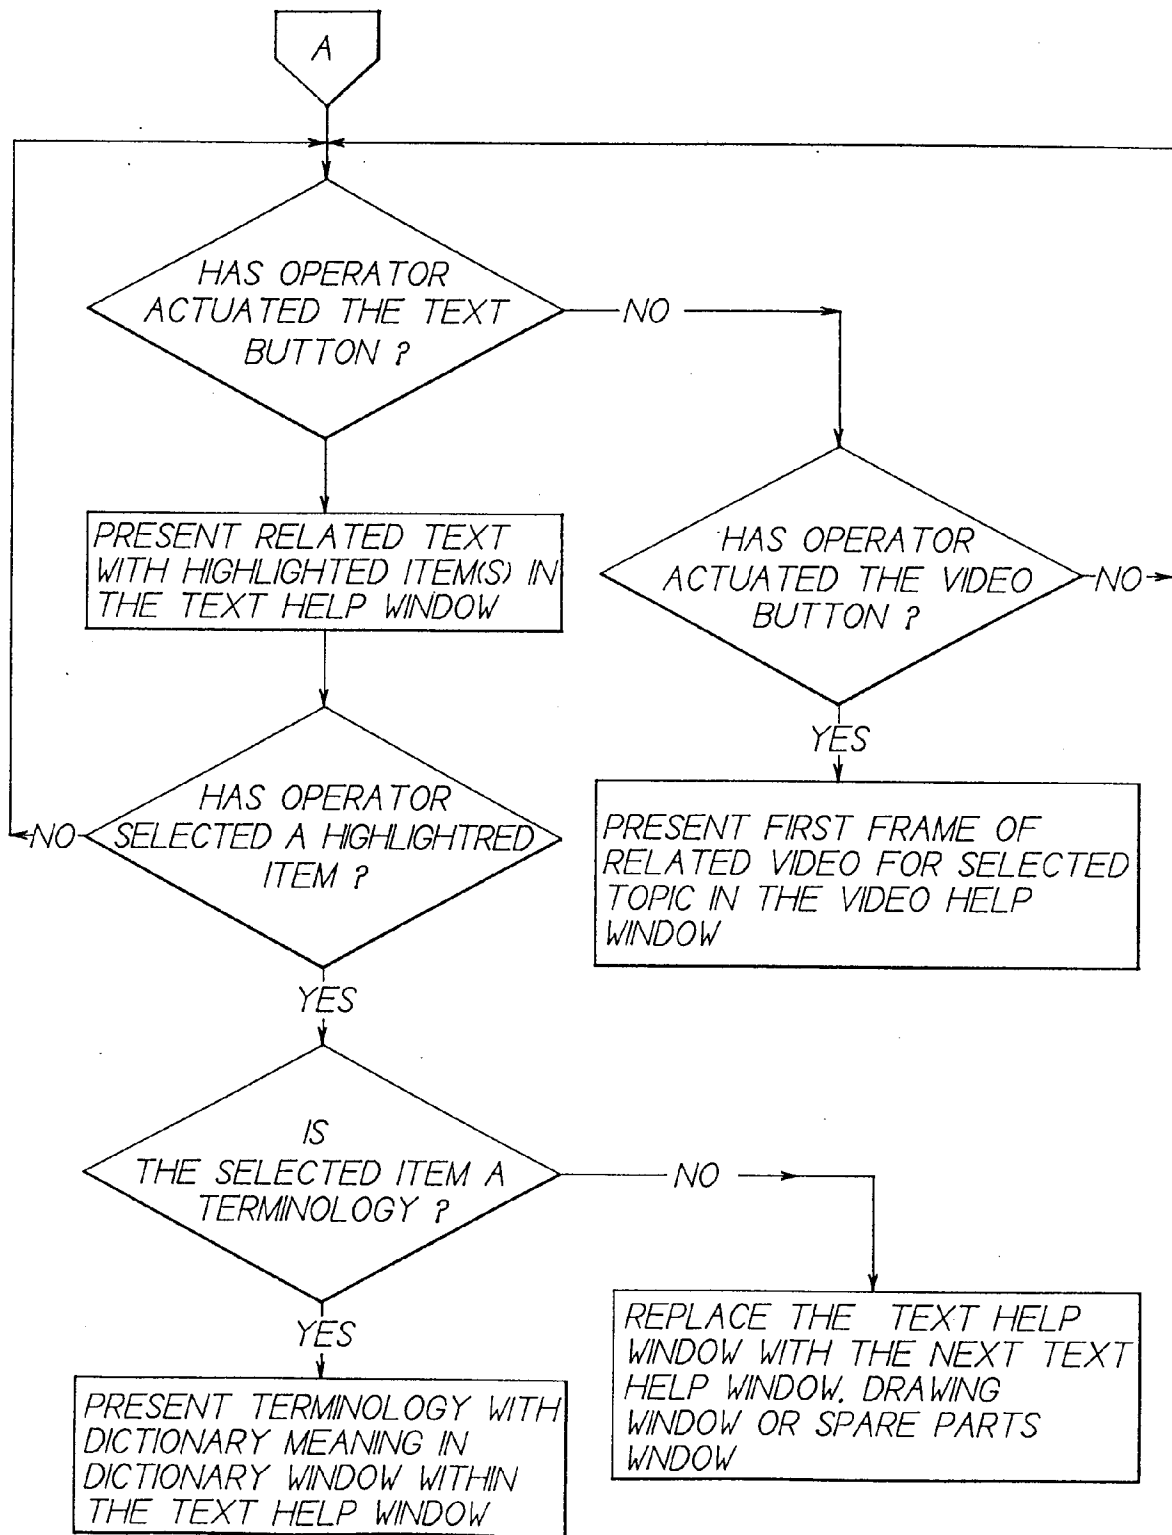 A
HAS OPERATOR
ACTUATED THE TEXT
BUTTON ?
NO
PRESENT RELATED TEXT
WITH HIGHLIGHTED ITEM(S) IN
THE TEXT HELP WINDOW
HAS OPERATOR
ACTUATED THE VIDEO
BUTTON ?
NO
YES
PRESENT FIRST FRAME OF
RELATED VIDEO FOR SELECTED
TOPIC IN THE VIDEO HELP
WINDOW
HAS OPERATOR
SELECTED A HIGHLIGHTRED
ITEM ?
NO
YES
IS
THE SELECTED ITEM A
TERMINOLOGY ?
NO
YES
REPLACE THE TEXT HELP
WINDOW WITH THE NEXT TEXT
HELP WINDOW. DRAWING
WINDOW OR SPARE PARTS
WNDOW
PRESENT TERMINOLOGY WITH
DICTIONARY MEANING IN
DICTIONARY WINDOW WITHIN
THE TEXT HELP WINDOW